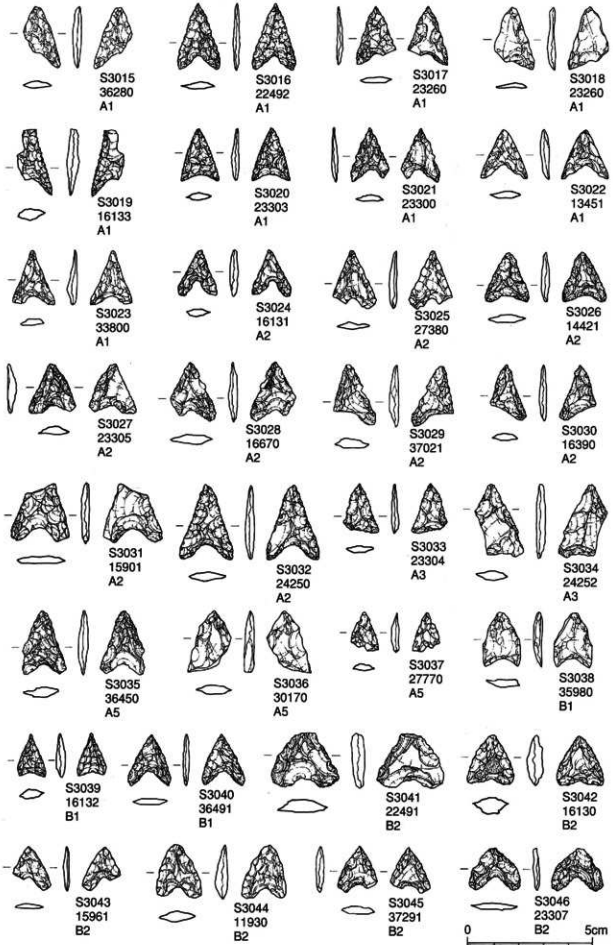 S3015
36280
A1
S3016
22492
A1
S3017
23260
A1
S3018
23260
A1
S3019
16133
A1
S3020
23303
A1
S3021
23300
A1
S3022
13451
A1
S3023
33800
A1
S3024
16131
A2
S3025
27380
A2
S3026
14421
A2
S3027
23305
A2
S3028
16670
A2
S3029
37021
A2
S3030
16390
A2
S3031
15901
A2
S3032
24250
A2
S3033
23304
A3
S3034
24252
A3
S3035
36450
A5
S3036
30170
A5
S3037
27770
A5
S3038
35980
B1
S3039
16132
B1
S3040
36491
B1
S3041
22491
B2
S3042
16130
B2
S3043
15961
B2
S3044
11930
B2
S3045
37291
B2
S3046
23307
B2
0 5cm